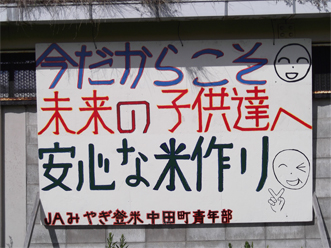 今だからこそ
未来の子供達へ
安心な米作り
JAみやぎ登米中田町青年部